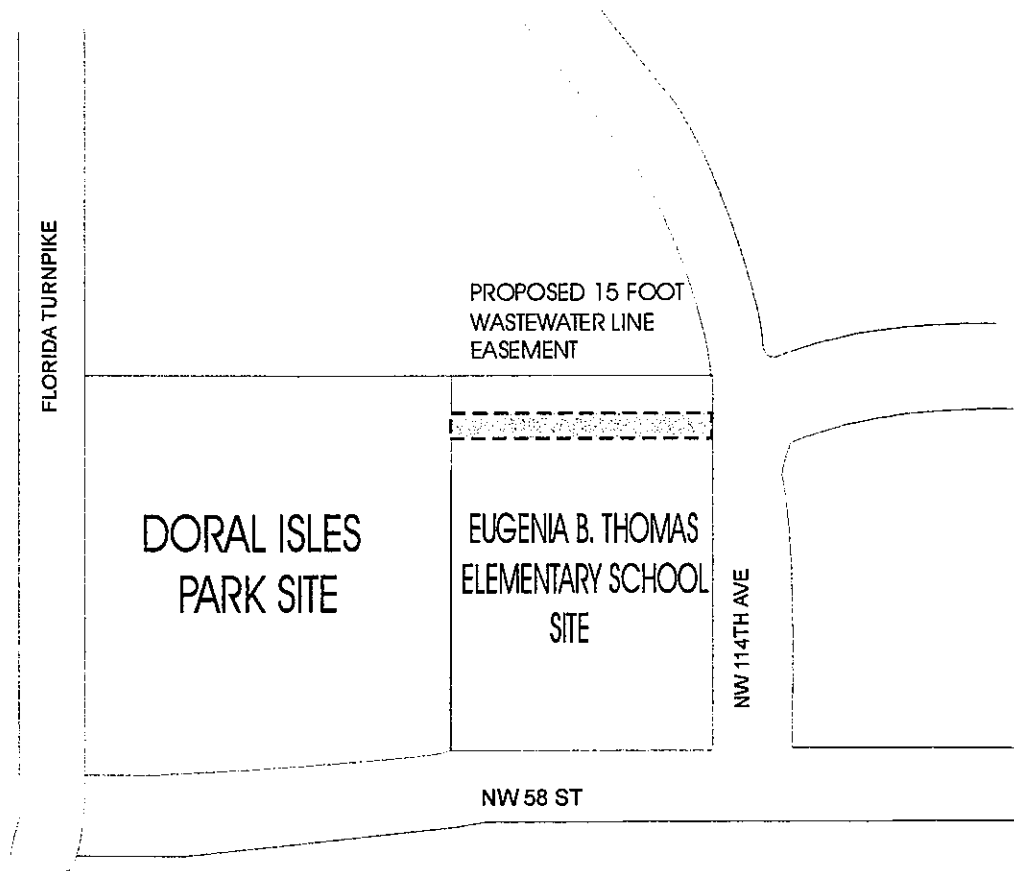 FLORIDA TURNPIKE
PROPOSED 15 FOOT
WASTEWATER LINE
EASEMENT
DORAL ISLES
PARK SITE
EUGENIA B. THOMAS
ELEMENTARY SCHOOL
SITE
NW 114TH AVE
NW 58 ST